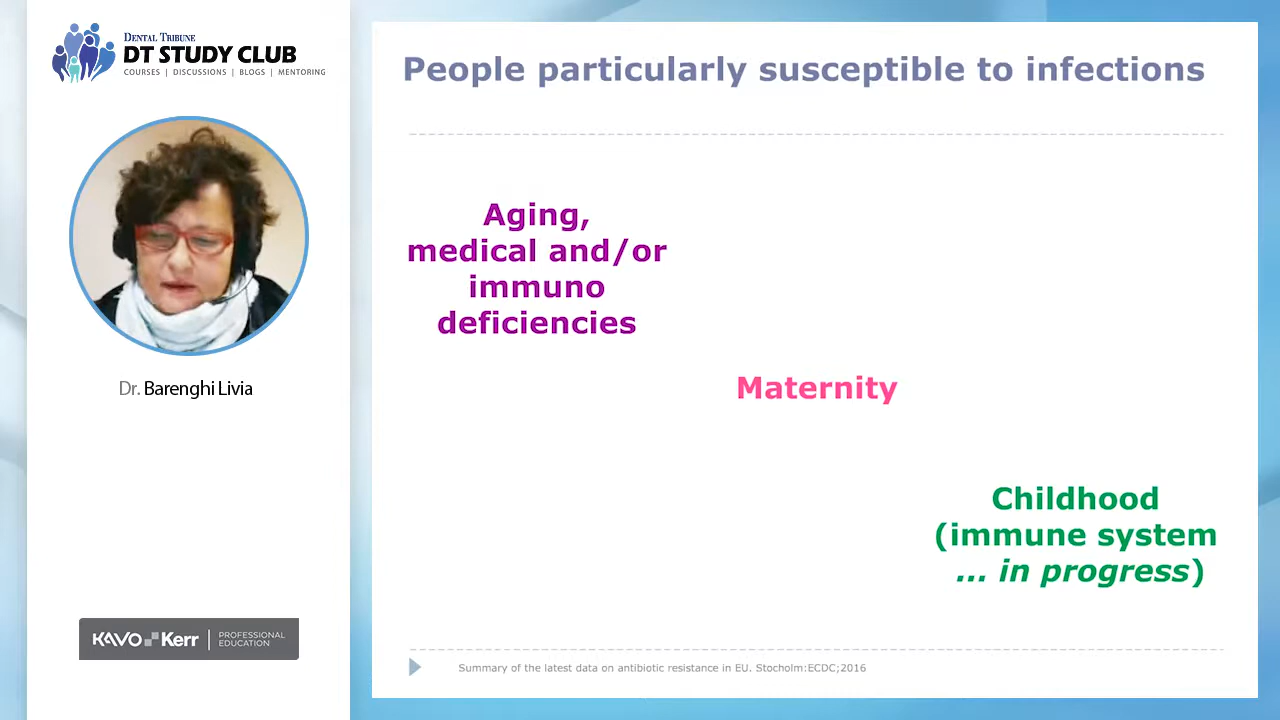 DENTAL TRIBUNE
DT STUDY CLUB
COURSES | DISCUSSIONS | BLOGS | MENTORING
Dr. Barenghi Livia
KAVO Kerr | PROFESSIONAL
EDUCATION
People particularly susceptible to infections
Aging,
medical and/or
immuno
deficiencies
Maternity
Childhood
(immune system
... in progress)
Summary of the latest data on antibiotic resistance in EU. Stocholm:ECDC;2016